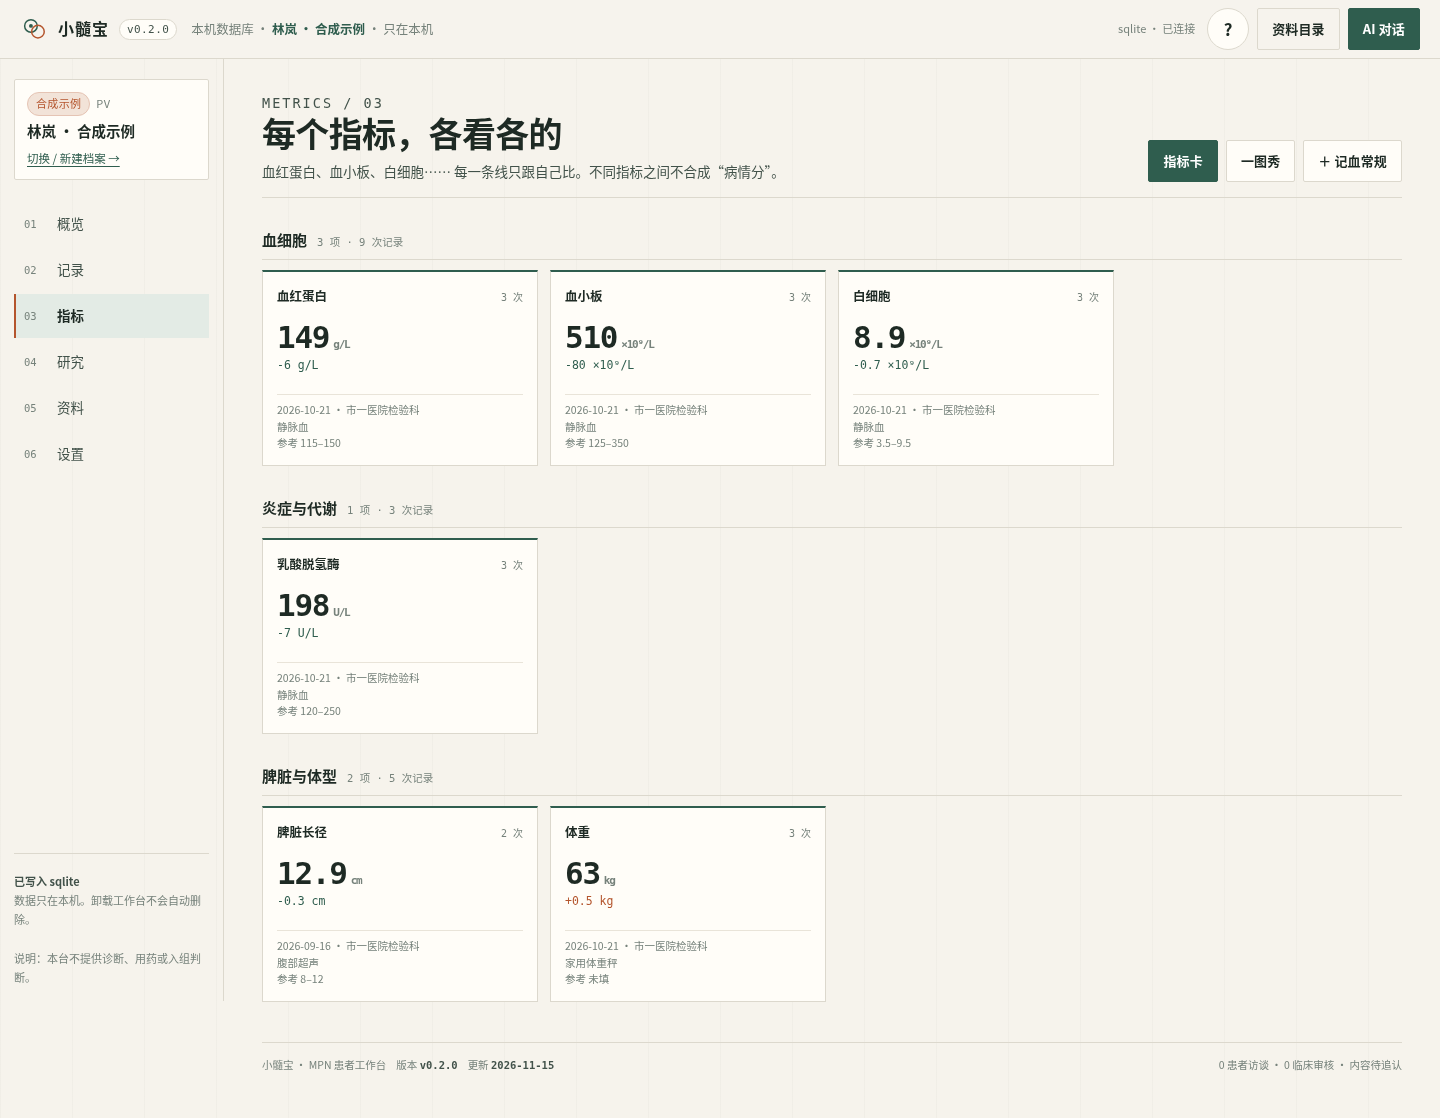 小髓宝 v0.2.0 本机数据库 · 林岚 · 合成示例 · 只在本机 sqlite · 已连接 ? 资料目录 AI 对话
合成示例 PV
林岚 · 合成示例
切换 / 新建档案 →
01 概览
02 记录
03 指标
04 研究
05 资料
06 设置
已写入 sqlite
数据只在本机。卸载工作台不会自动删
除。
说明：本台不提供诊断、用药或入组判
断。
METRICS / 03
每个指标，各看各的
血红蛋白、血小板、白细胞…… 每一条线只跟自己比。不同指标之间不合成“病情分”。
指标卡 一图秀 + 记血常规
血细胞 3 项 · 9 次记录
血红蛋白 3 次
149 g/L
-6 g/L
2026-10-21 · 市一医院检验科
静脉血
参考 115–150
血小板 3 次
510 ×10⁹/L
-80 ×10⁹/L
2026-10-21 · 市一医院检验科
静脉血
参考 125–350
白细胞 3 次
8.9 ×10⁹/L
-0.7 ×10⁹/L
2026-10-21 · 市一医院检验科
静脉血
参考 3.5–9.5
炎症与代谢 1 项 · 3 次记录
乳酸脱氢酶 3 次
198 U/L
-7 U/L
2026-10-21 · 市一医院检验科
静脉血
参考 120–250
脾脏与体型 2 项 · 5 次记录
脾脏长径 2 次
12.9 cm
-0.3 cm
2026-09-16 · 市一医院检验科
腹部超声
参考 8–12
体重 3 次
63 kg
+0.5 kg
2026-10-21 · 市一医院检验科
家用体重秤
参考 未填
小髓宝 · MPN 患者工作台 版本 v0.2.0 更新 2026-11-15
0 患者访谈 · 0 临床审核 · 内容待追认